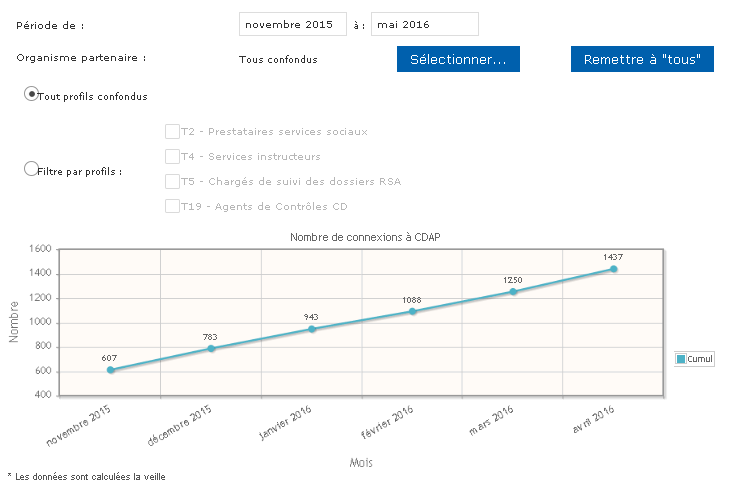 Période de : novembre 2015 à : mai 2016
Organisme partenaire : Tous confondus Sélectionner... Remettre à "tous"
Tout profils confondus
T2 - Prestataires services sociaux
T4 - Services instructeurs
Filtre par profils :
T5 - Chargés de suivi des dossiers RSA
T19 - Agents de Contrôles CD
Nombre de connexions à CDAP
1600
1400
1200
1000
800
600
400
Nombre
607
783
943
1088
1250
1437
Cumul
novembre 2015
décembre 2015
janvier 2016
février 2016
mars 2016
avril 2016
Mois
* Les données sont calculées la veille